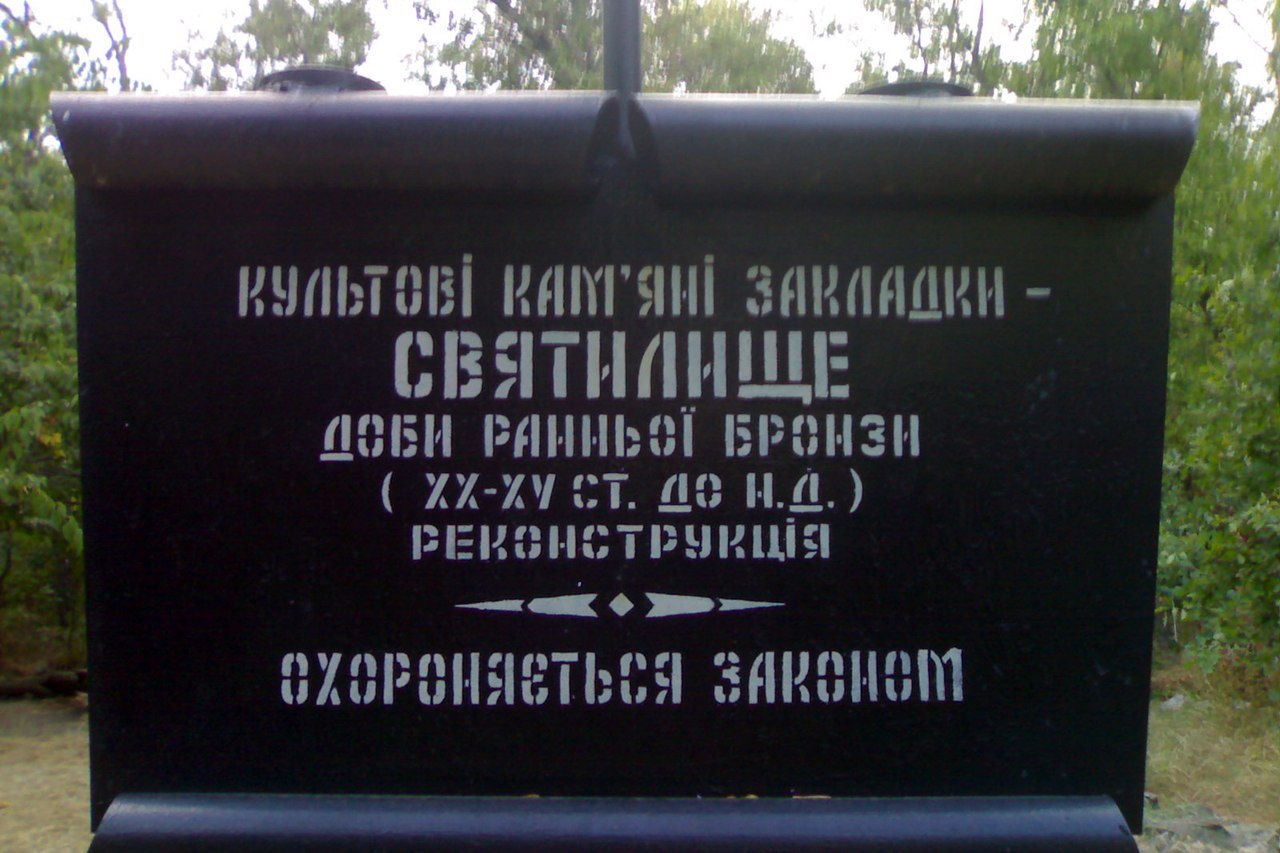 КУЛЬТОВІ КАМ'ЯНІ ЗАКЛАДКИ –
СВЯТИЛИЩЕ
ДОБИ РАННЬОЇ БРОНЗИ
( XX-XV СТ. ДО Н.Д. )
РЕКОНСТРУКЦІЯ
ОХОРОНЯЄТЬСЯ ЗАКОНОМ